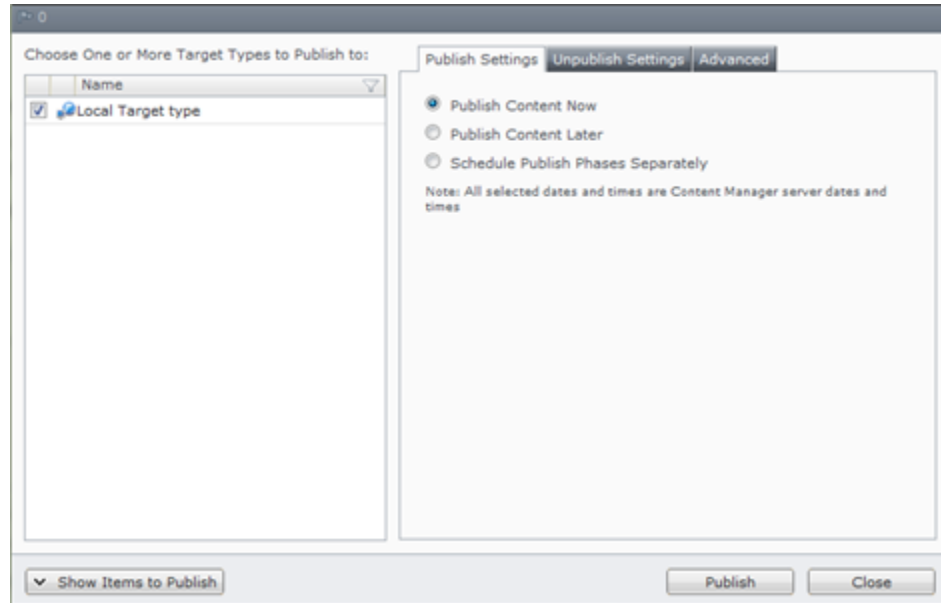 0
Choose One or More Target Types to Publish to:
Name
Local Target type
Publish Settings
Unpublish Settings
Advanced
Publish Content Now
Publish Content Later
Schedule Publish Phases Separately
Note: All selected dates and times are Content Manager server dates and
times
Show Items to Publish
Publish
Close